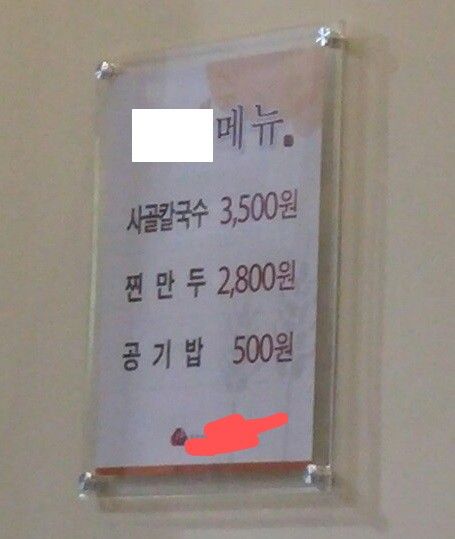 메뉴.
사골칼국수 3,500원
찐만두 2,800원
공기밥 500원